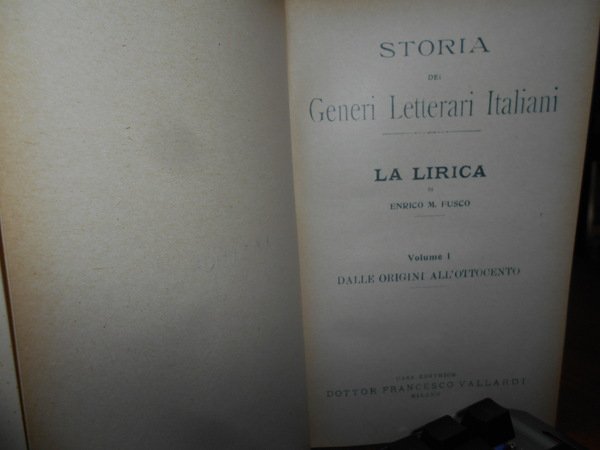 STORIA
DEI
Generi Letterari Italiani
LA LIRICA
DI
ENRICO M. FUSCO
Volume I
DALLE ORIGINI ALL'OTTOCENTO
CASA EDITRICE
DOTTOR FRANCESCO VALLARDI
MILANO